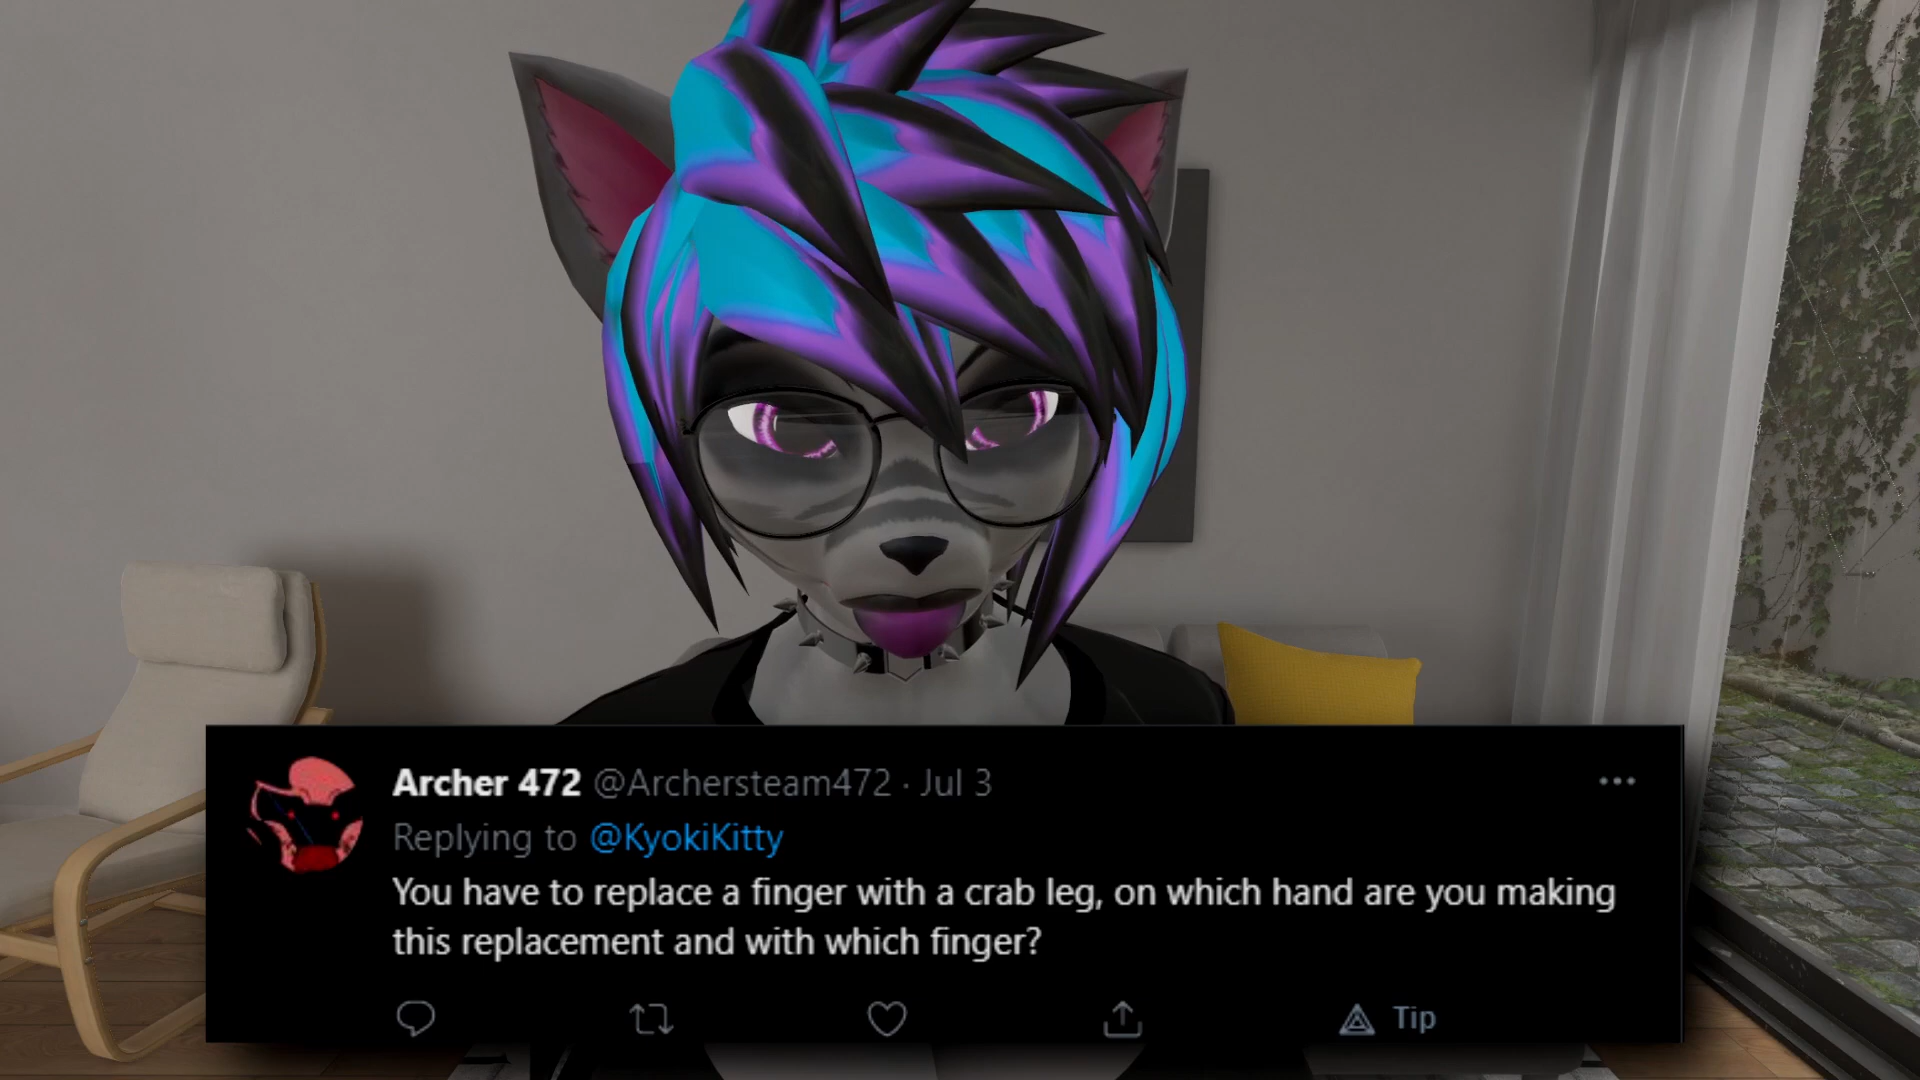 Archer 472 @Archersteam472 · Jul 3
Replying to @KyokiKitty
You have to replace a finger with a crab leg, on which hand are you making
this replacement and with which finger?
Tip